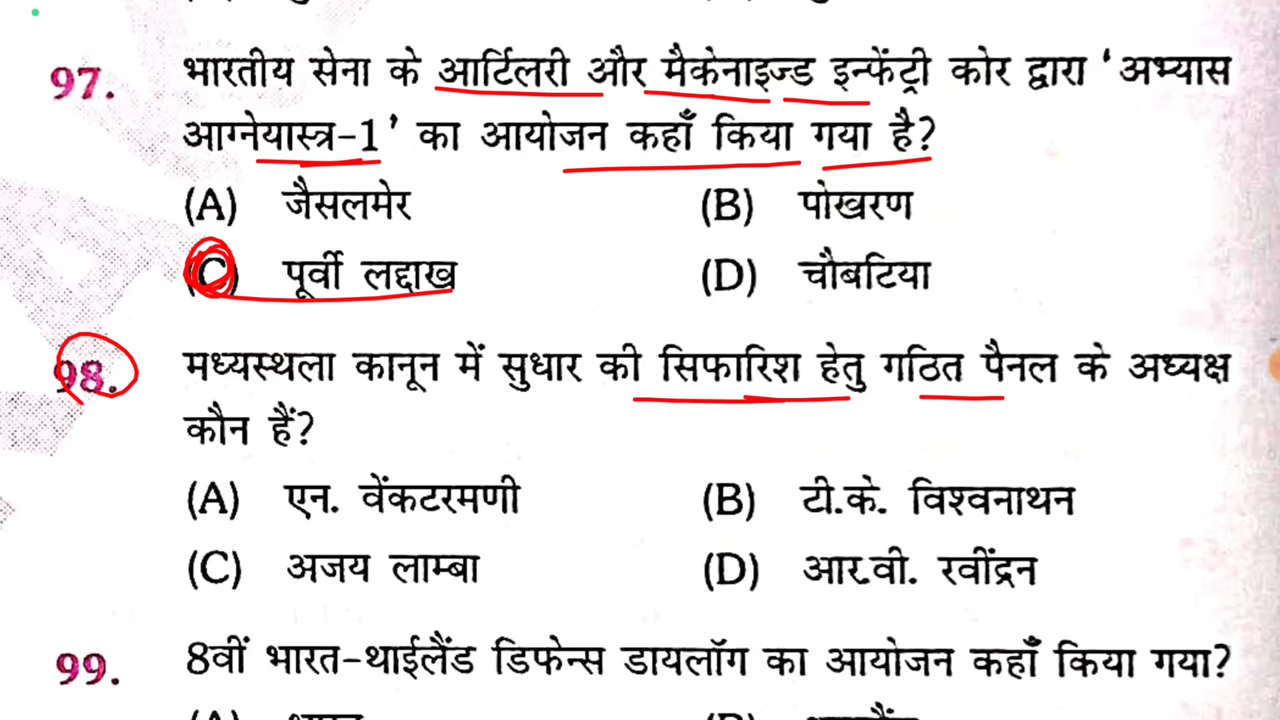 97. भारतीय सेना के आर्टिलरी और मैकेनाइज्ड इन्फेंट्री कोर द्वारा ‘अभ्यास
आग्नेयास्त्र-1’ का आयोजन कहाँ किया गया है?
(A) जैसलमेर (B) पोखरण
(C) पूर्वी लद्दाख (D) चौबटिया
98. मध्यस्थला कानून में सुधार की सिफारिश हेतु गठित पैनल के अध्यक्ष
कौन हैं?
(A) एन. वेंकटरमणी (B) टी.के. विश्वनाथन
(C) अजय लाम्बा (D) आर.वी. रवींद्रन
99. 8वीं भारत-थाईलैंड डिफेन्स डायलॉग का आयोजन कहाँ किया गया?